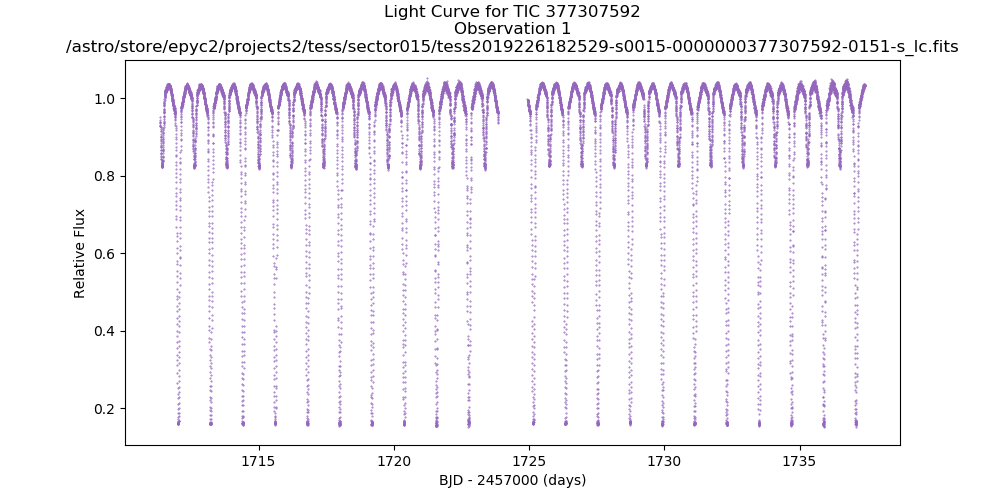 Light Curve for TIC 377307592
Observation 1
/astro/store/epyc2/projects2/tess/sector015/tess2019226182529-s0015-0000000377307592-0151-s_lc.fits
1.0
0.8
0.6
0.4
0.2
Relative Flux
1715
1720
1725
1730
1735
BJD - 2457000 (days)